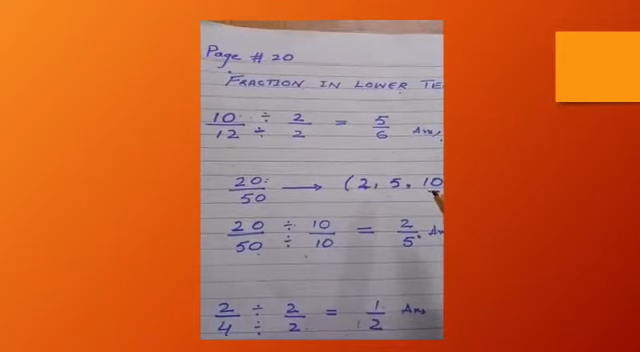 Page # 20
FRACTION IN LOWER TE
10/12 ÷ 2/2 = 5/6 Ans.
20/50 → (2, 5, 10
20/50 ÷ 10/10 = 2/5 An
2/4 ÷ 2/2 = 1/2 Ans